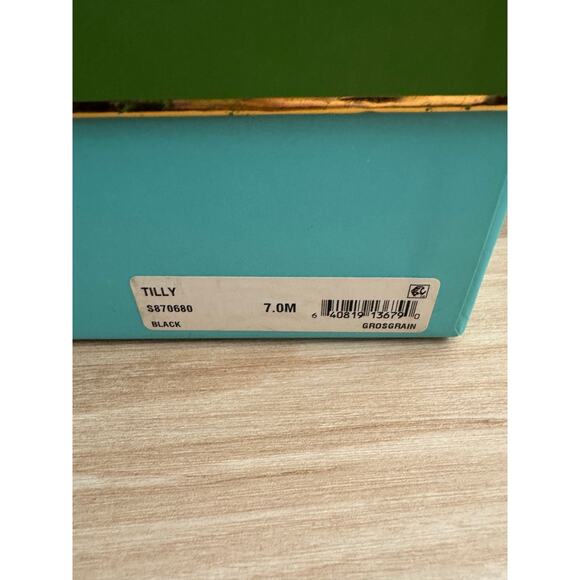 TILLY
S870680 7.0M 6 40819 13679 0
BLACK GROSGRAIN